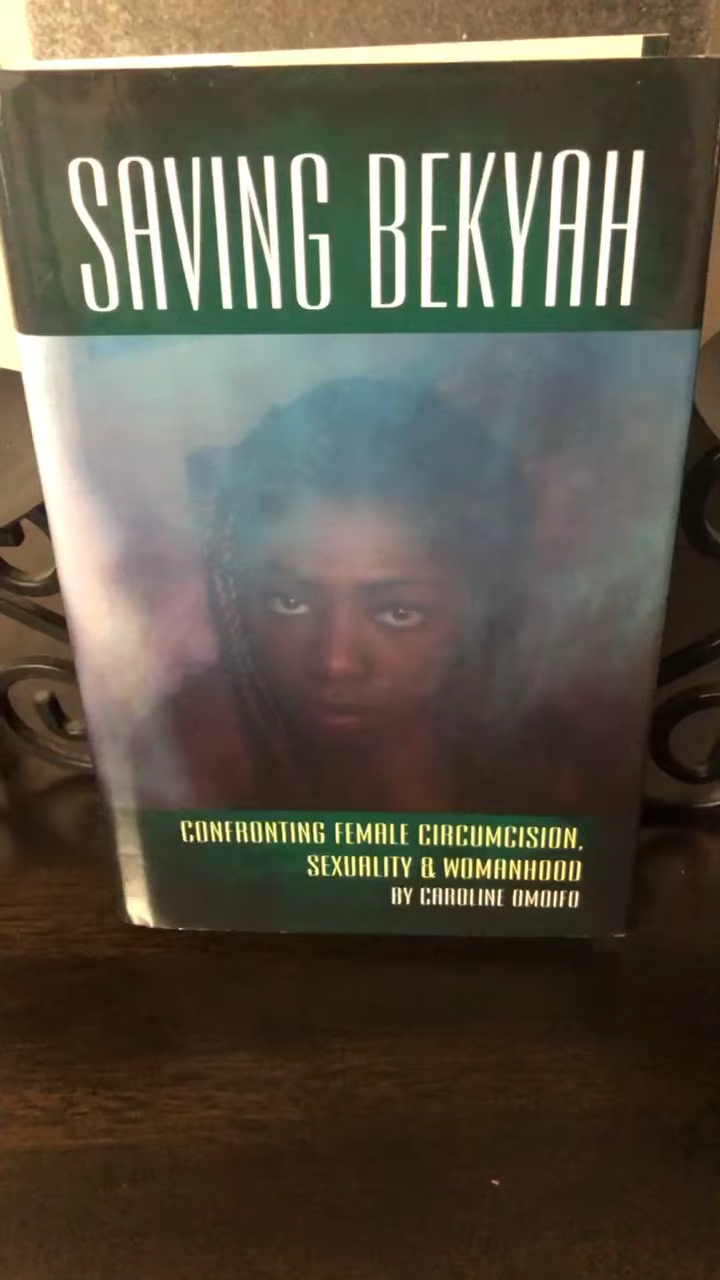 SAVING BEKYAH
CONFRONTING FEMALE CIRCUMCISION,
SEXUALITY & WOMANHOOD
BY CAROLINE OMOIFO